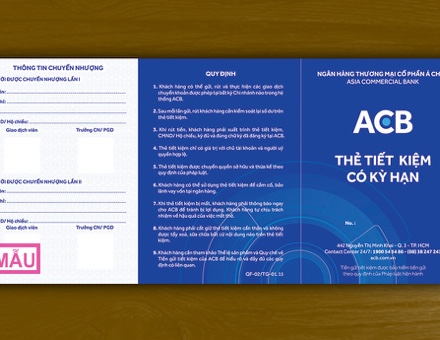 THÔNG TIN CHUYỂN NHƯỢNG
ƯỜI ĐƯỢC CHUYỂN NHƯỢNG LẦN I
ên:
hỉ:
D/ Hộ chiếu:
Giao dịch viên Trưởng CN/ PGD
ƯỜI ĐƯỢC CHUYỂN NHƯỢNG LẦN II
ên:
hỉ:
D/ Hộ chiếu:
Giao dịch viên Trưởng CN/ PGD
MẪU
QUY ĐỊNH
1. Khách hàng có thể gửi, rút và thực hiện các giao dịch
chuyển khoản được phép tại bất kỳ Chi nhánh nào trong hệ
thống ACB.
2. Sau mỗi lần gửi, rút khách hàng cần kiểm soát lại số dư trên
thẻ tiết kiệm.
3. Khi rút tiền, khách hàng phải xuất trình thẻ tiết kiệm,
CMND/ Hộ chiếu, ký đủ và đúng chữ ký đã đăng ký tại ACB.
4. Thẻ tiết kiệm chỉ có giá trị với chủ tài khoản và người uỷ
quyền hợp lệ.
5. Thẻ tiết kiệm được chuyển quyền sở hữu và thừa kế theo
quy định của pháp luật.
6. Khách hàng có thể sử dụng thẻ tiết kiệm để cầm cố, bảo
lãnh vay vốn tại ngân hàng.
7. Khi thẻ tiết kiệm bị mất, khách hàng phải thông báo ngay
cho ACB để tránh bị lợi dụng. Khách hàng tự chịu trách
nhiệm về hậu quả của việc mất thẻ.
8. Khách hàng phải cất giữ thẻ tiết kiệm cẩn thận và không
được tẩy xoá, sửa chữa bất cứ nội dung nào trên thẻ tiết
kiệm.
9. Khách hàng cần tham khảo Thể lệ sản phẩm và Quy chế về
Tiền gửi tiết kiệm của ACB để hiểu rõ và đầy đủ các quy
định có liên quan.
QF-02/TG-01.33
NGÂN HÀNG THƯƠNG MẠI CỔ PHẦN Á CH
ASIA COMMERCIAL BANK
ACB
THẺ TIẾT KIỆM
CÓ KỲ HẠN
No. :
442 Nguyễn Thị Minh Khai - Q. 3 - TP. HCM
Contact Center 24/7: 1900 54 54 86 - (08) 38 247 247
acb.com.vn
Tiền gửi tiết kiệm được bảo hiểm tiền gửi
theo quy định của Pháp luật hiện hành